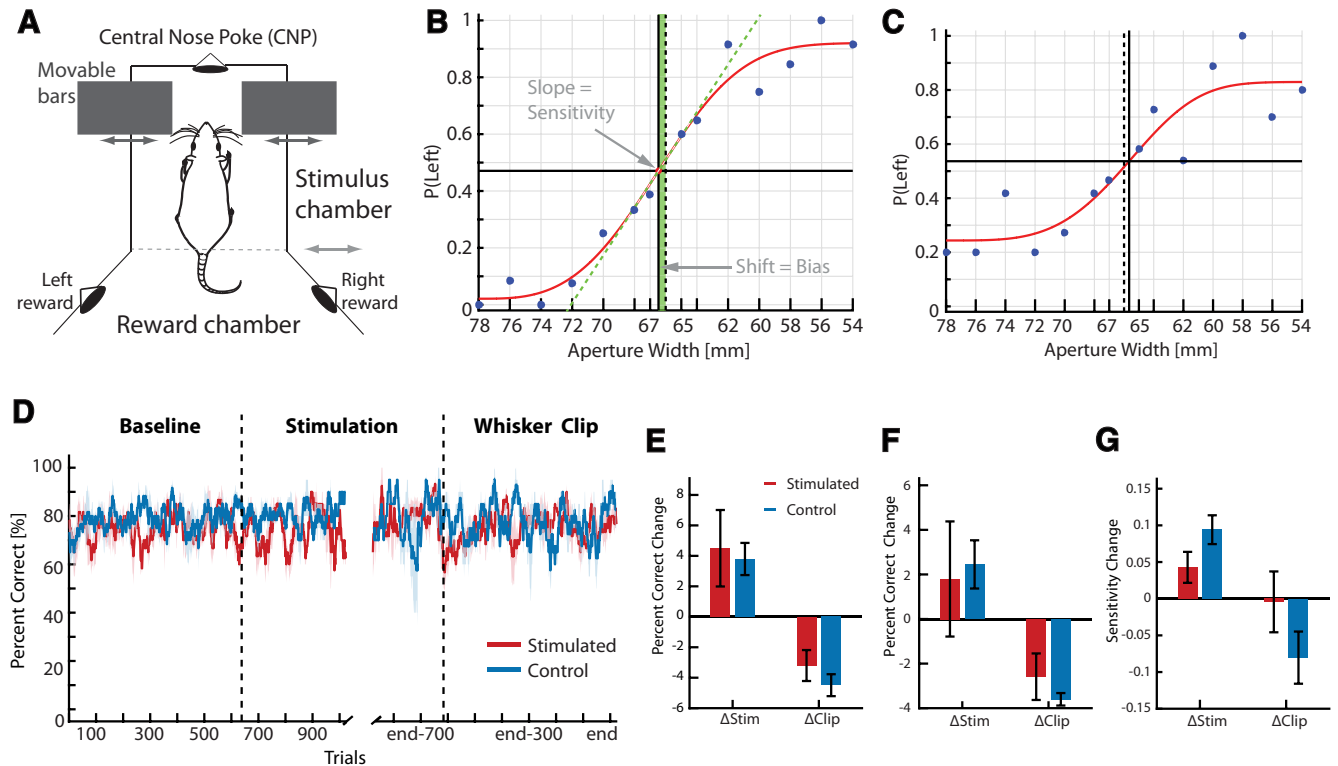 A
Central Nose Poke (CNP)
Movable
bars
Stimulus
chamber
Left
reward
Right
reward
Reward chamber
B
P(Left)
1
0.8
0.6
0.4
0.2
0
Slope =
Sensitivity
Shift = Bias
78 76 74 72 70 67 65 62 60 58 56 54
Aperture Width [mm]
C
P(Left)
1
0.8
0.6
0.4
0.2
0
78 76 74 72 70 67 65 62 60 58 56 54
Aperture Width [mm]
D
Baseline
Stimulation
Whisker Clip
Percent Correct [%]
100
80
60
40
20
0
Stimulated
Control
100 300 500 700 900 end-700 end-300 end
Trials
E
Percent Correct Change
8
6
4
2
0
-2
-4
-6
Stimulated
Control
ΔStim ΔClip
F
Percent Correct Change
6
4
2
0
-2
-4
ΔStim ΔClip
G
Sensitivity Change
0.15
0.1
0.05
0
-0.05
-0.1
-0.15
ΔStim ΔClip